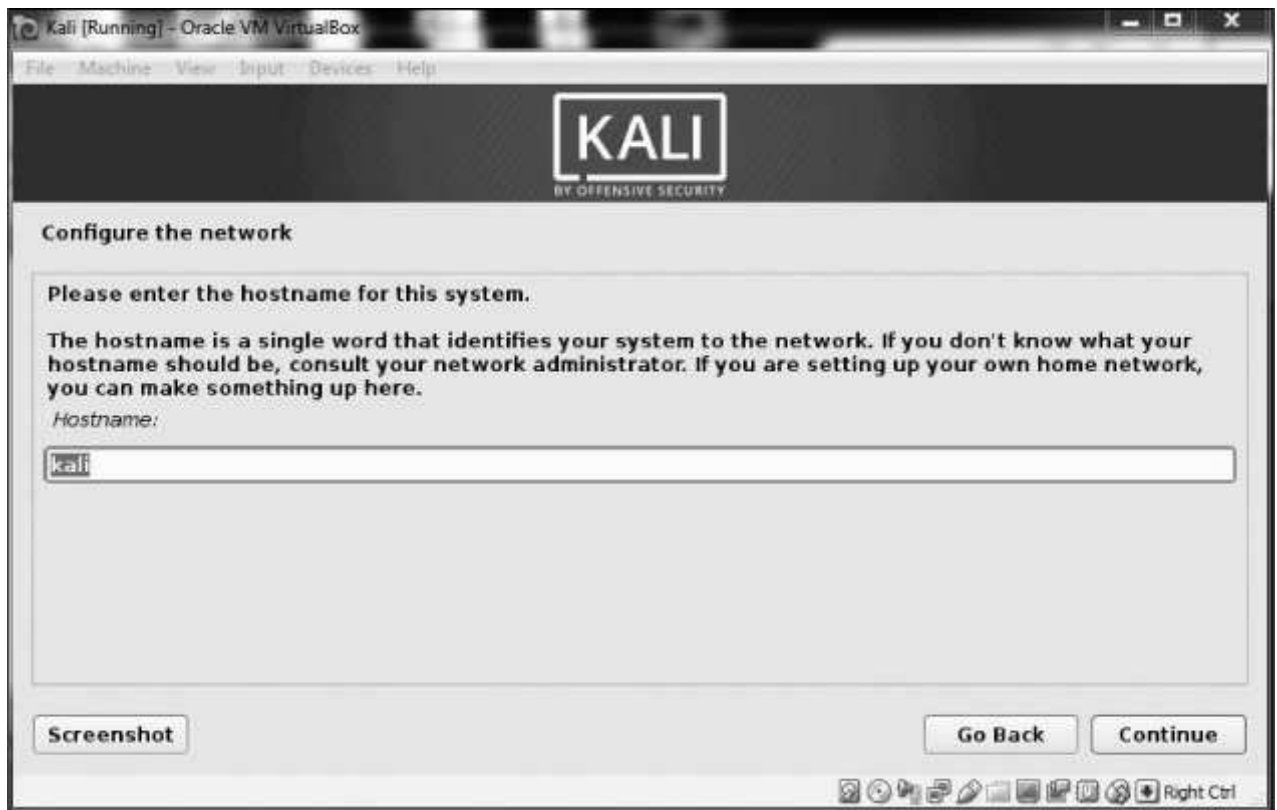 Kali [Running] - Oracle VM VirtualBox
File Machine View Input Devices Help
KALI
BY OFFENSIVE SECURITY
Configure the network
Please enter the hostname for this system.
The hostname is a single word that identifies your system to the network. If you don't know what your
hostname should be, consult your network administrator. If you are setting up your own home network,
you can make something up here.
Hostname:
kali
Screenshot
Go Back
Continue
Right Ctrl